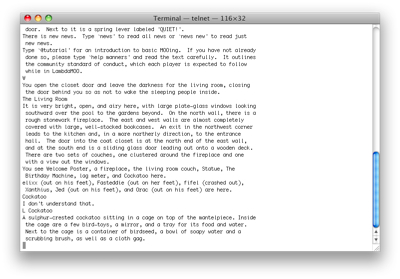 Terminal — telnet — 116×32
door.  Next to it is a spring lever labeled 'QUIET!'.
There is new news.  Type 'news' to read all news or 'news new' to read just
new news.
Type '@tutorial' for an introduction to basic MOOing.  If you have not already
done so, please type 'help manners' and read the text carefully.  It outlines
the community standard of conduct, which each player is expected to follow
while in LambdaMOO.
W
You open the closet door and leave the darkness for the living room, closing
the door behind you so as not to wake the sleeping people inside.
The Living Room
It is very bright, open, and airy here, with large plate-glass windows looking
southward over the pool to the gardens beyond.  On the north wall, there is a
rough stonework fireplace.  The east and west walls are almost completely
covered with large, well-stocked bookcases.  An exit in the northwest corner
leads to the kitchen and, in a more northerly direction, to the entrance
hall.  The door into the coat closet is at the north end of the east wall,
and at the south end is a sliding glass door leading out onto a wooden deck.
There are two sets of couches, one clustered around the fireplace and one
with a view out the windows.
You see Welcome Poster, a fireplace, the living room couch, Statue, The
Birthday Machine, lag meter, and Cockatoo here.
(out on his feet), Fasteddie (out on her feet), Fifel (crashed out),
Xanthius, Jed (out on his feet), and Grac (out on his feet) are here.
Cockatoo
I don't understand that.
L Cockatoo
A sulphur-crested cockatoo sitting in a cage on top of the mantelpiece. Inside
the cage are a few bird-toys, a mirror, and a tray for its food and water.
Next to the cage is a container of birdseed, a bowl of soapy water and a
scrubbing brush, as well as a cloth gag.